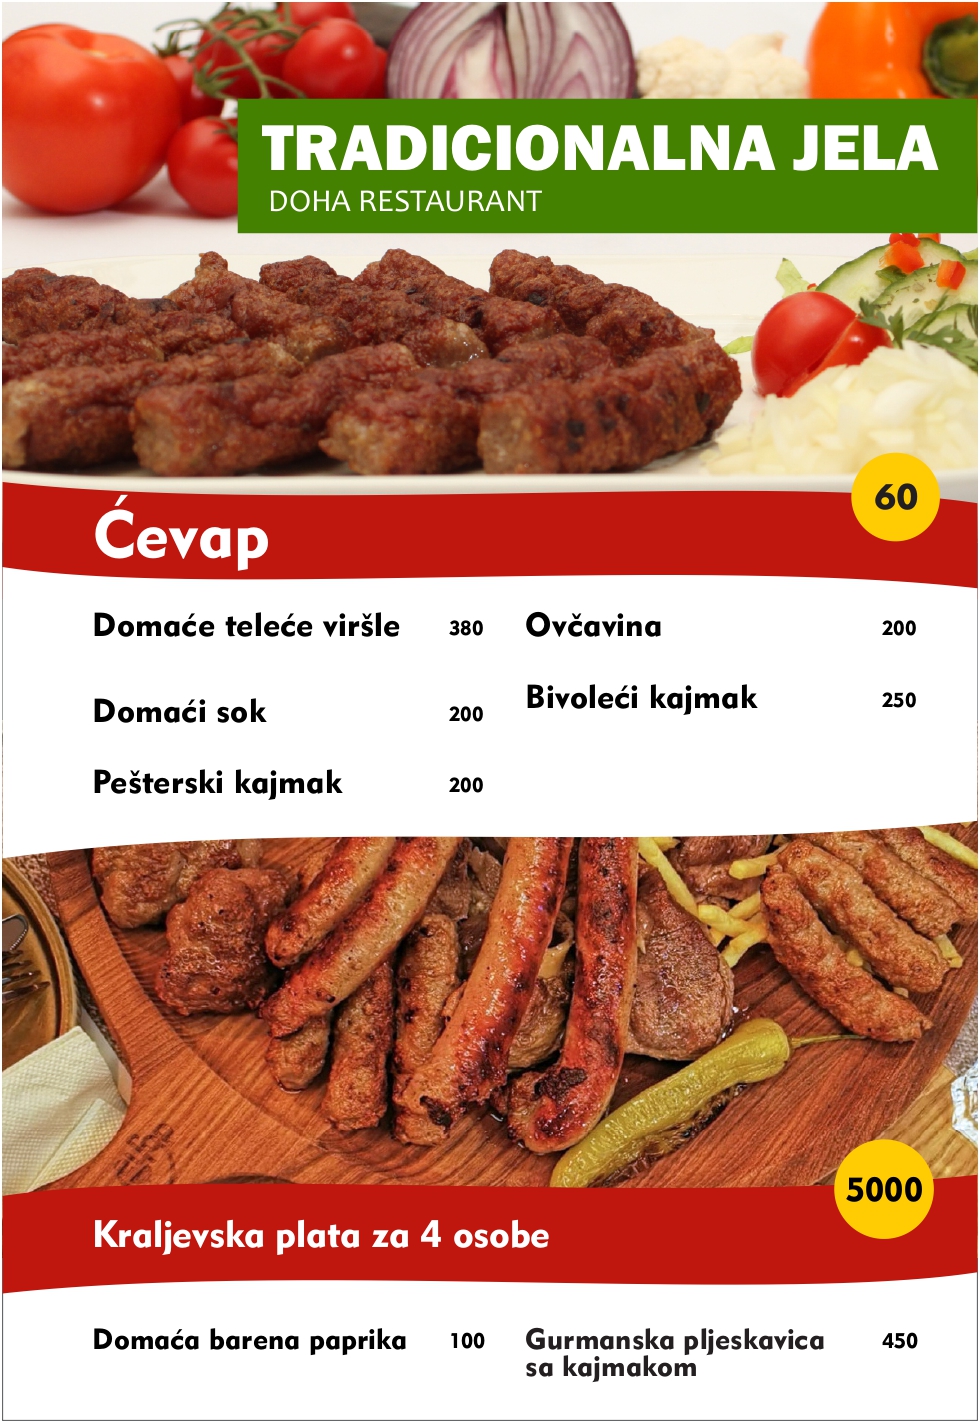 TRADICIONALNA JELA
DOHA RESTAURANT
Ćevap 60
Domaće teleće viršle 380
Domaći sok 200
Pešterski kajmak 200
Ovčavina 200
Bivoleći kajmak 250
Kraljevska plata za 4 osobe 5000
Domaća barena paprika 100
Gurmanska pljeskavica 450
sa kajmakom